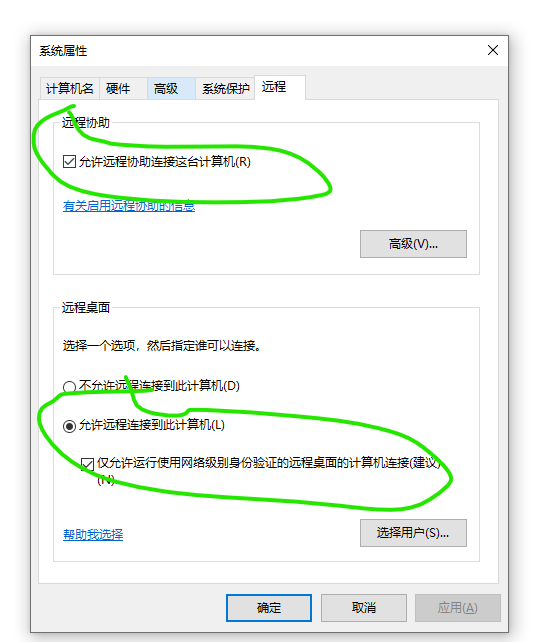 系统属性
计算机名 硬件 高级 系统保护 远程
远程协助
允许远程协助连接这台计算机(R)
有关启用远程协助的信息
高级(V)...
远程桌面
选择一个选项，然后指定谁可以连接。
不允许远程连接到此计算机(D)
允许远程连接到此计算机(L)
仅允许运行使用网络级别身份验证的远程桌面的计算机连接(建议)
(N)
帮助我选择
选择用户(S)...
确定 取消 应用(A)